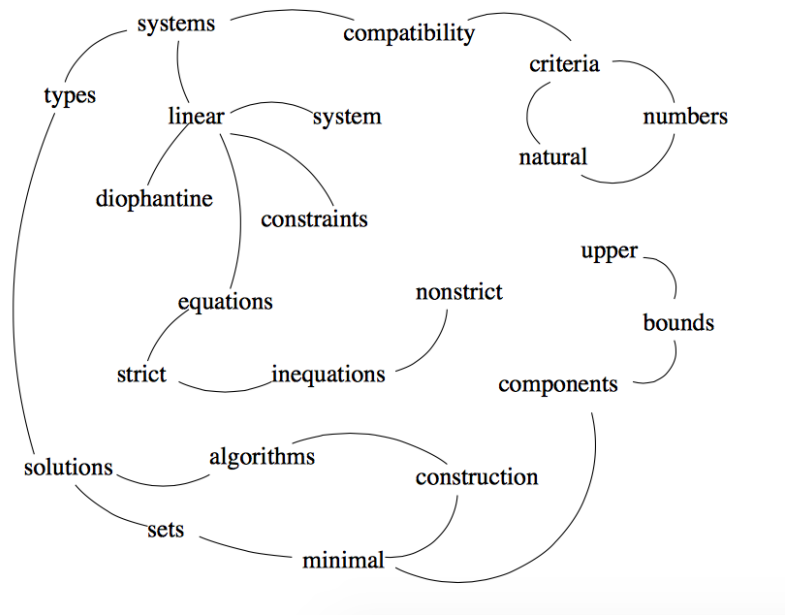 systems
compatibility
criteria
types
linear
system
numbers
natural
diophantine
constraints
upper
equations
nonstrict
bounds
strict
inequations
components
solutions
algorithms
construction
sets
minimal